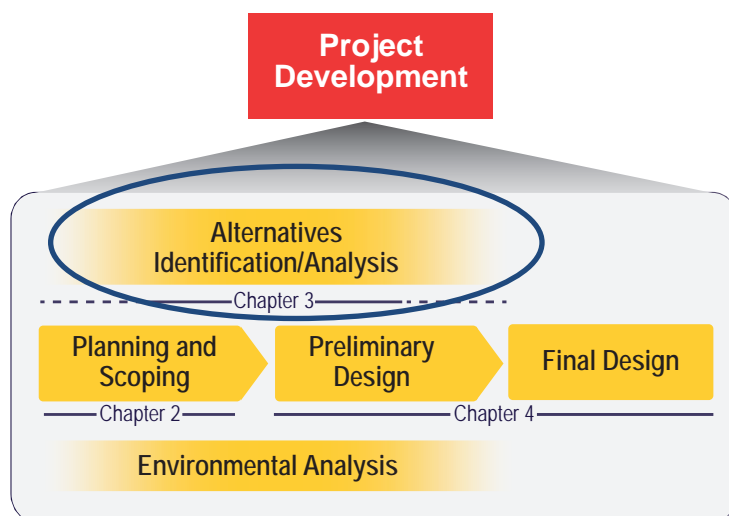 Project
Development
Alternatives
Identification/Analysis
Chapter 3
Planning and
Scoping
Preliminary
Design
Final Design
Chapter 2
Chapter 4
Environmental Analysis